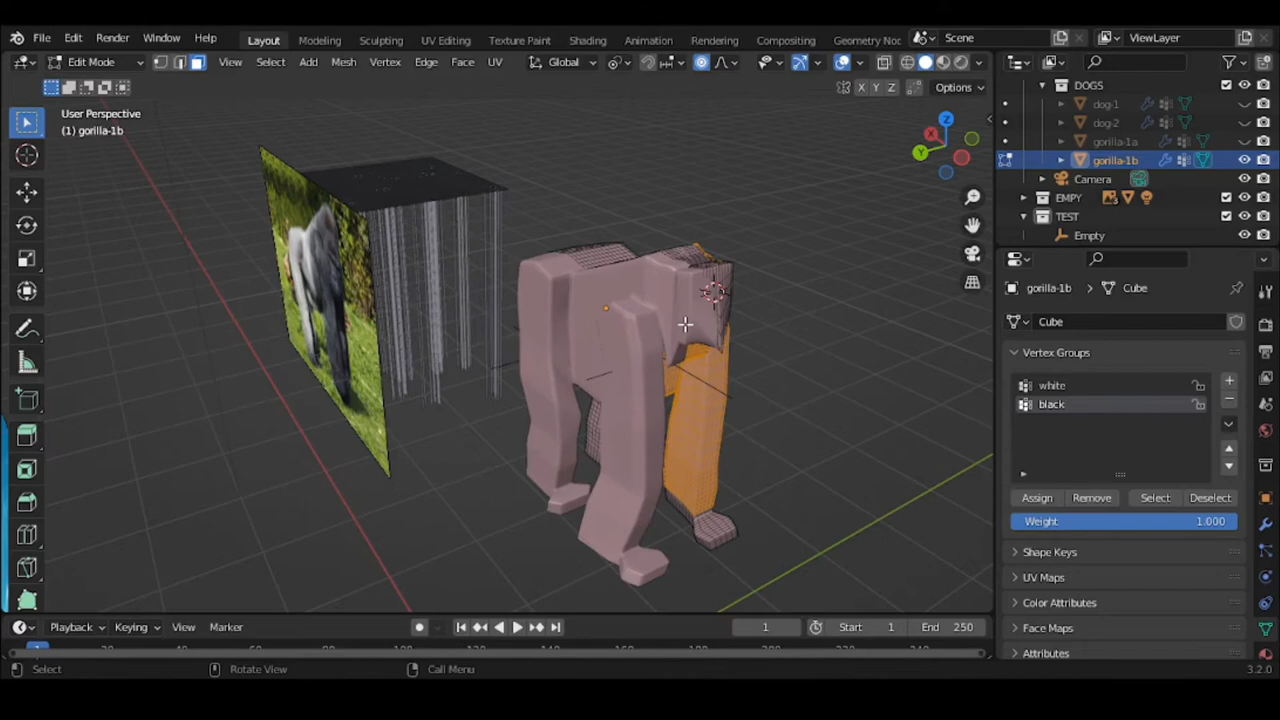 File Edit Render Window Help Layout Modeling Sculpting UV Editing Texture Paint Shading Animation Rendering Compositing Geometry Noc Scene ViewLayer
Edit Mode View Select Add Mesh Vertex Edge Face UV Global
X Y Z Options
User Perspective
(1) gorilla-1b
Z
X
Y
DOGS
dog-1
dog-2
gorilla-1a
gorilla-1b
Camera
EMPY
3
TEST
Empty
gorilla-1b Cube
Cube
Vertex Groups
white
black
Assign Remove Select Deselect
Weight 1.000
Shape Keys
UV Maps
Color Attributes
Face Maps
Attributes
Playback Keying View Marker 1 Start 1 End 250
Select Rotate View Call Menu 3.2.0